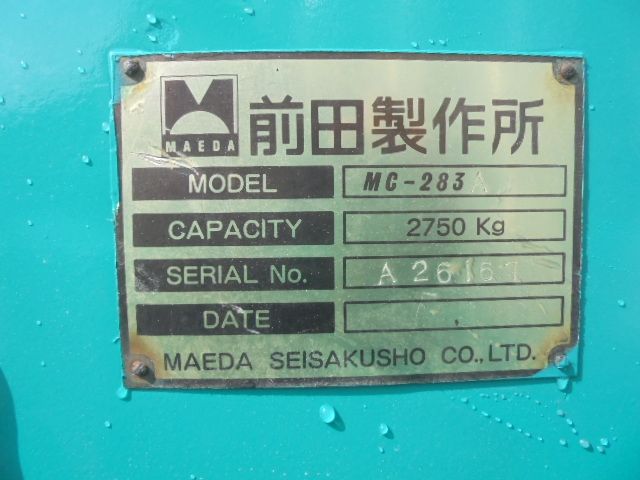 MAEDA
前田製作所
MODEL MC-283A
CAPACITY 2750 Kg
SERIAL No. A26167
DATE
MAEDA SEISAKUSHO CO.,LTD.